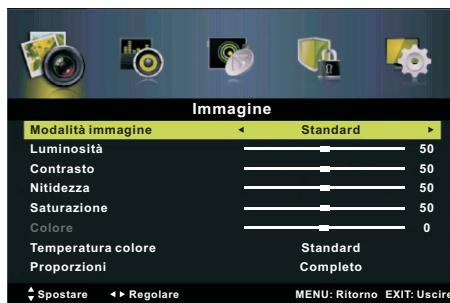 Immagine
Modalità immagine ◄ Standard ►
Luminosità 50
Contrasto 50
Nitidezza 50
Saturazione 50
Colore 0
Temperatura colore Standard
Proporzioni Completo
Spostare ◄► Regolare MENU: Ritorno EXIT: Uscire